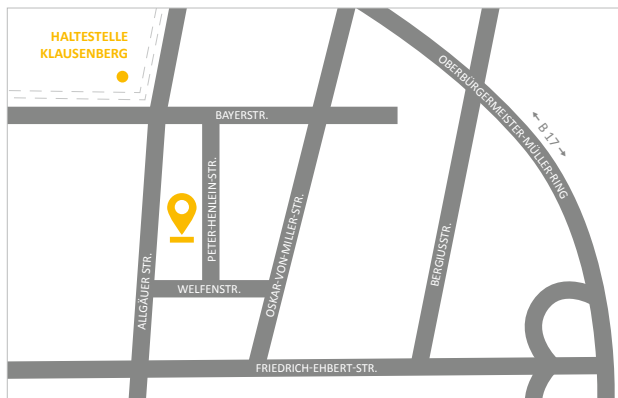 HALTESTELLE
KLAUSENBERG
OBERBÜRGERMEISTER-MÜLLER-RING
B 17
BAYERSTR.
PETER-HENLEIN-STR.
OSKAR-VON-MILLER-STR.
BERGIUSSTR.
ALLGÄUER STR.
WELFENSTR.
FRIEDRICH-EHBERT-STR.